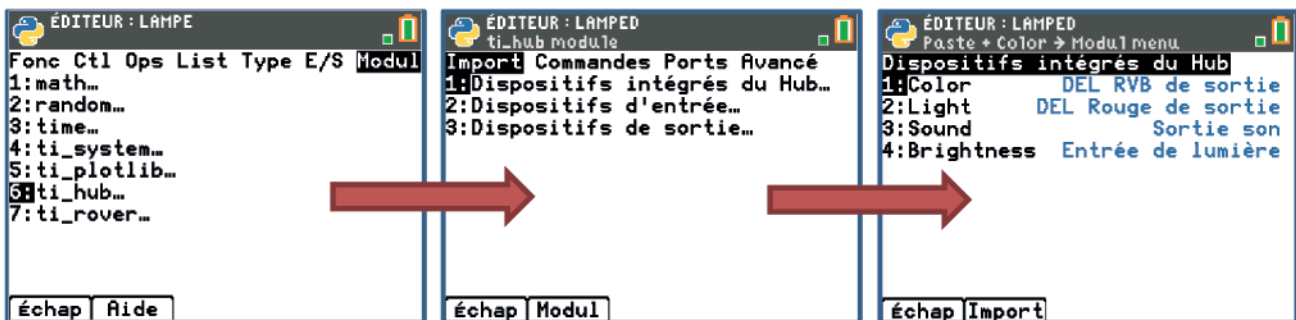 ÉDITEUR : LAMPE
Fonc Ctl Ops List Type E/S Modul
1:math…
2:random…
3:time…
4:ti_system…
5:ti_plotlib…
6:ti_hub…
7:ti_rover…
Échap Aide
ÉDITEUR : LAMPED
ti_hub module
Import Commandes Ports Avancé
1:Dispositifs intégrés du Hub…
2:Dispositifs d'entrée…
3:Dispositifs de sortie…
Échap Modul
ÉDITEUR : LAMPED
Paste + Color → Modul menu
Dispositifs intégrés du Hub
1:Color DEL RVB de sortie
2:Light DEL Rouge de sortie
3:Sound Sortie son
4:Brightness Entrée de lumière
Échap Import